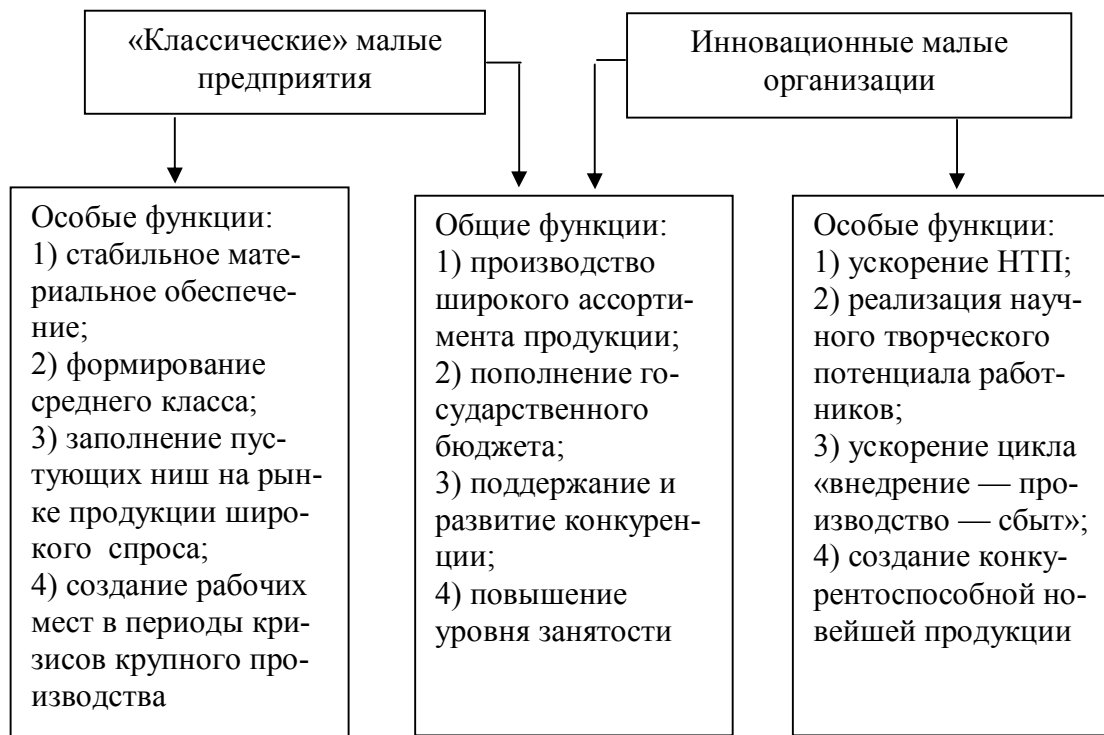 «Классические» малые
предприятия
Инновационные малые
организации
Особые функции:
1) стабильное мате-
риальное обеспече-
ние;
2) формирование
среднего класса;
3) заполнение пус-
тующих ниш на рын-
ке продукции широ-
кого спроса;
4) создание рабочих
мест в периоды кри-
зисов крупного про-
изводства
Общие функции:
1) производство
широкого ассорти-
мента продукции;
2) пополнение го-
сударственного
бюджета;
3) поддержание и
развитие конкурен-
ции;
4) повышение
уровня занятости
Особые функции:
1) ускорение НТП;
2) реализация науч-
ного творческого
потенциала работ-
ников;
3) ускорение цикла
«внедрение — про-
изводство — сбыт»;
4) создание конку-
рентоспособной но-
вейшей продукции